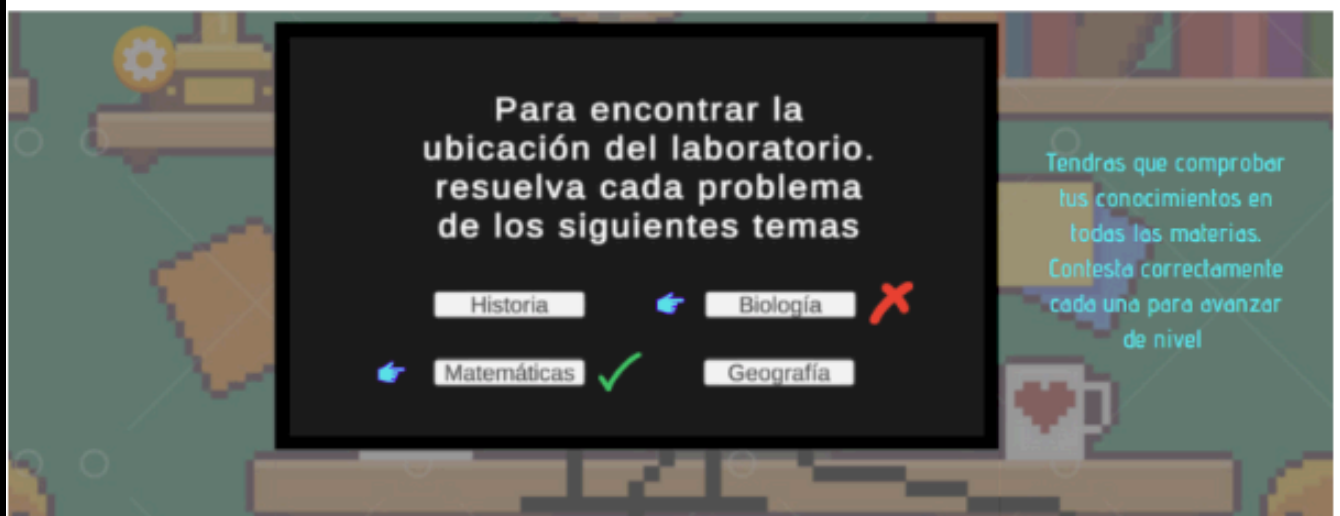 Para encontrar la
ubicación del laboratorio.
resuelva cada problema
de los siguientes temas
Historia
Biología
Matemáticas
Geografía
Tendras que comprobar
tus conocimientos en
todas las materias.
Contesta correctamente
cada una para avanzar
de nivel